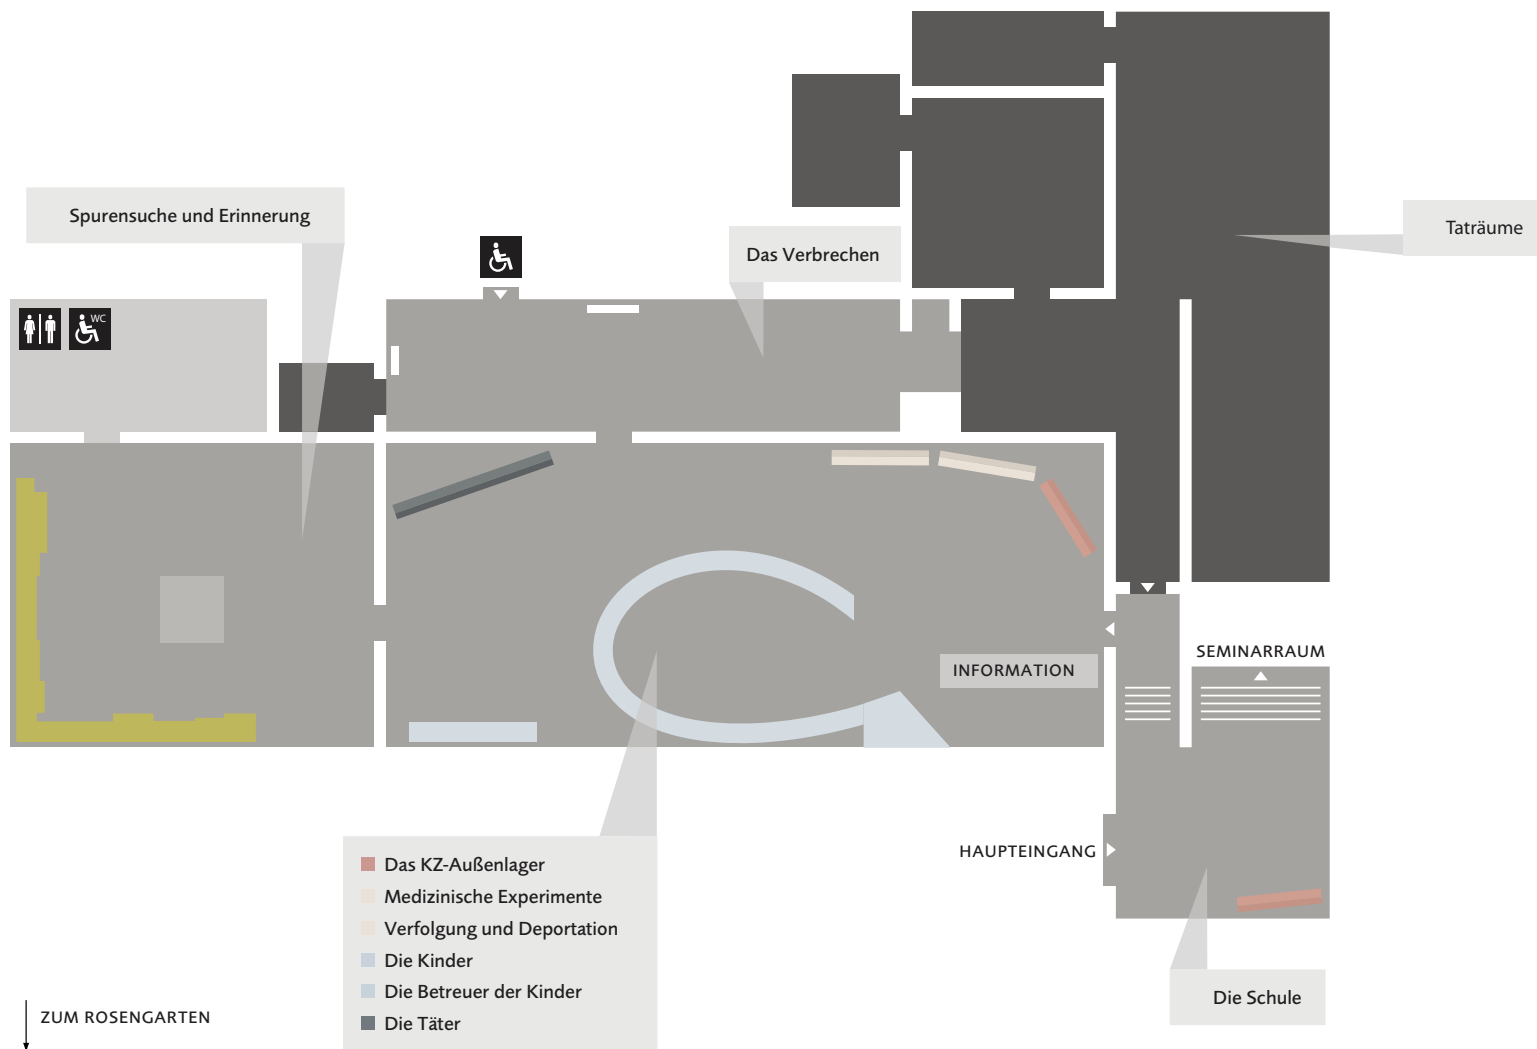 Spurensuche und Erinnerung
Das Verbrechen
Taträume
WC
INFORMATION
SEMINARRAUM
HAUPTEINGANG
Das KZ-Außenlager
Medizinische Experimente
Verfolgung und Deportation
Die Kinder
Die Betreuer der Kinder
Die Täter
Die Schule
ZUM ROSENGARTEN